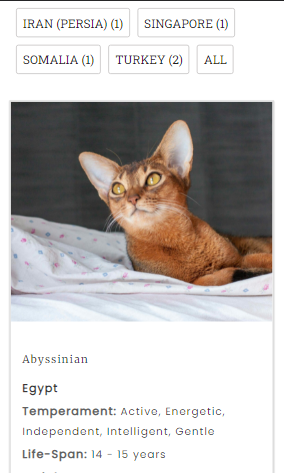 IRAN (PERSIA) (1) SINGAPORE (1)
SOMALIA (1) TURKEY (2) ALL
Abyssinian
Egypt
Temperament: Active, Energetic,
Independent, Intelligent, Gentle
Life-Span: 14 - 15 years